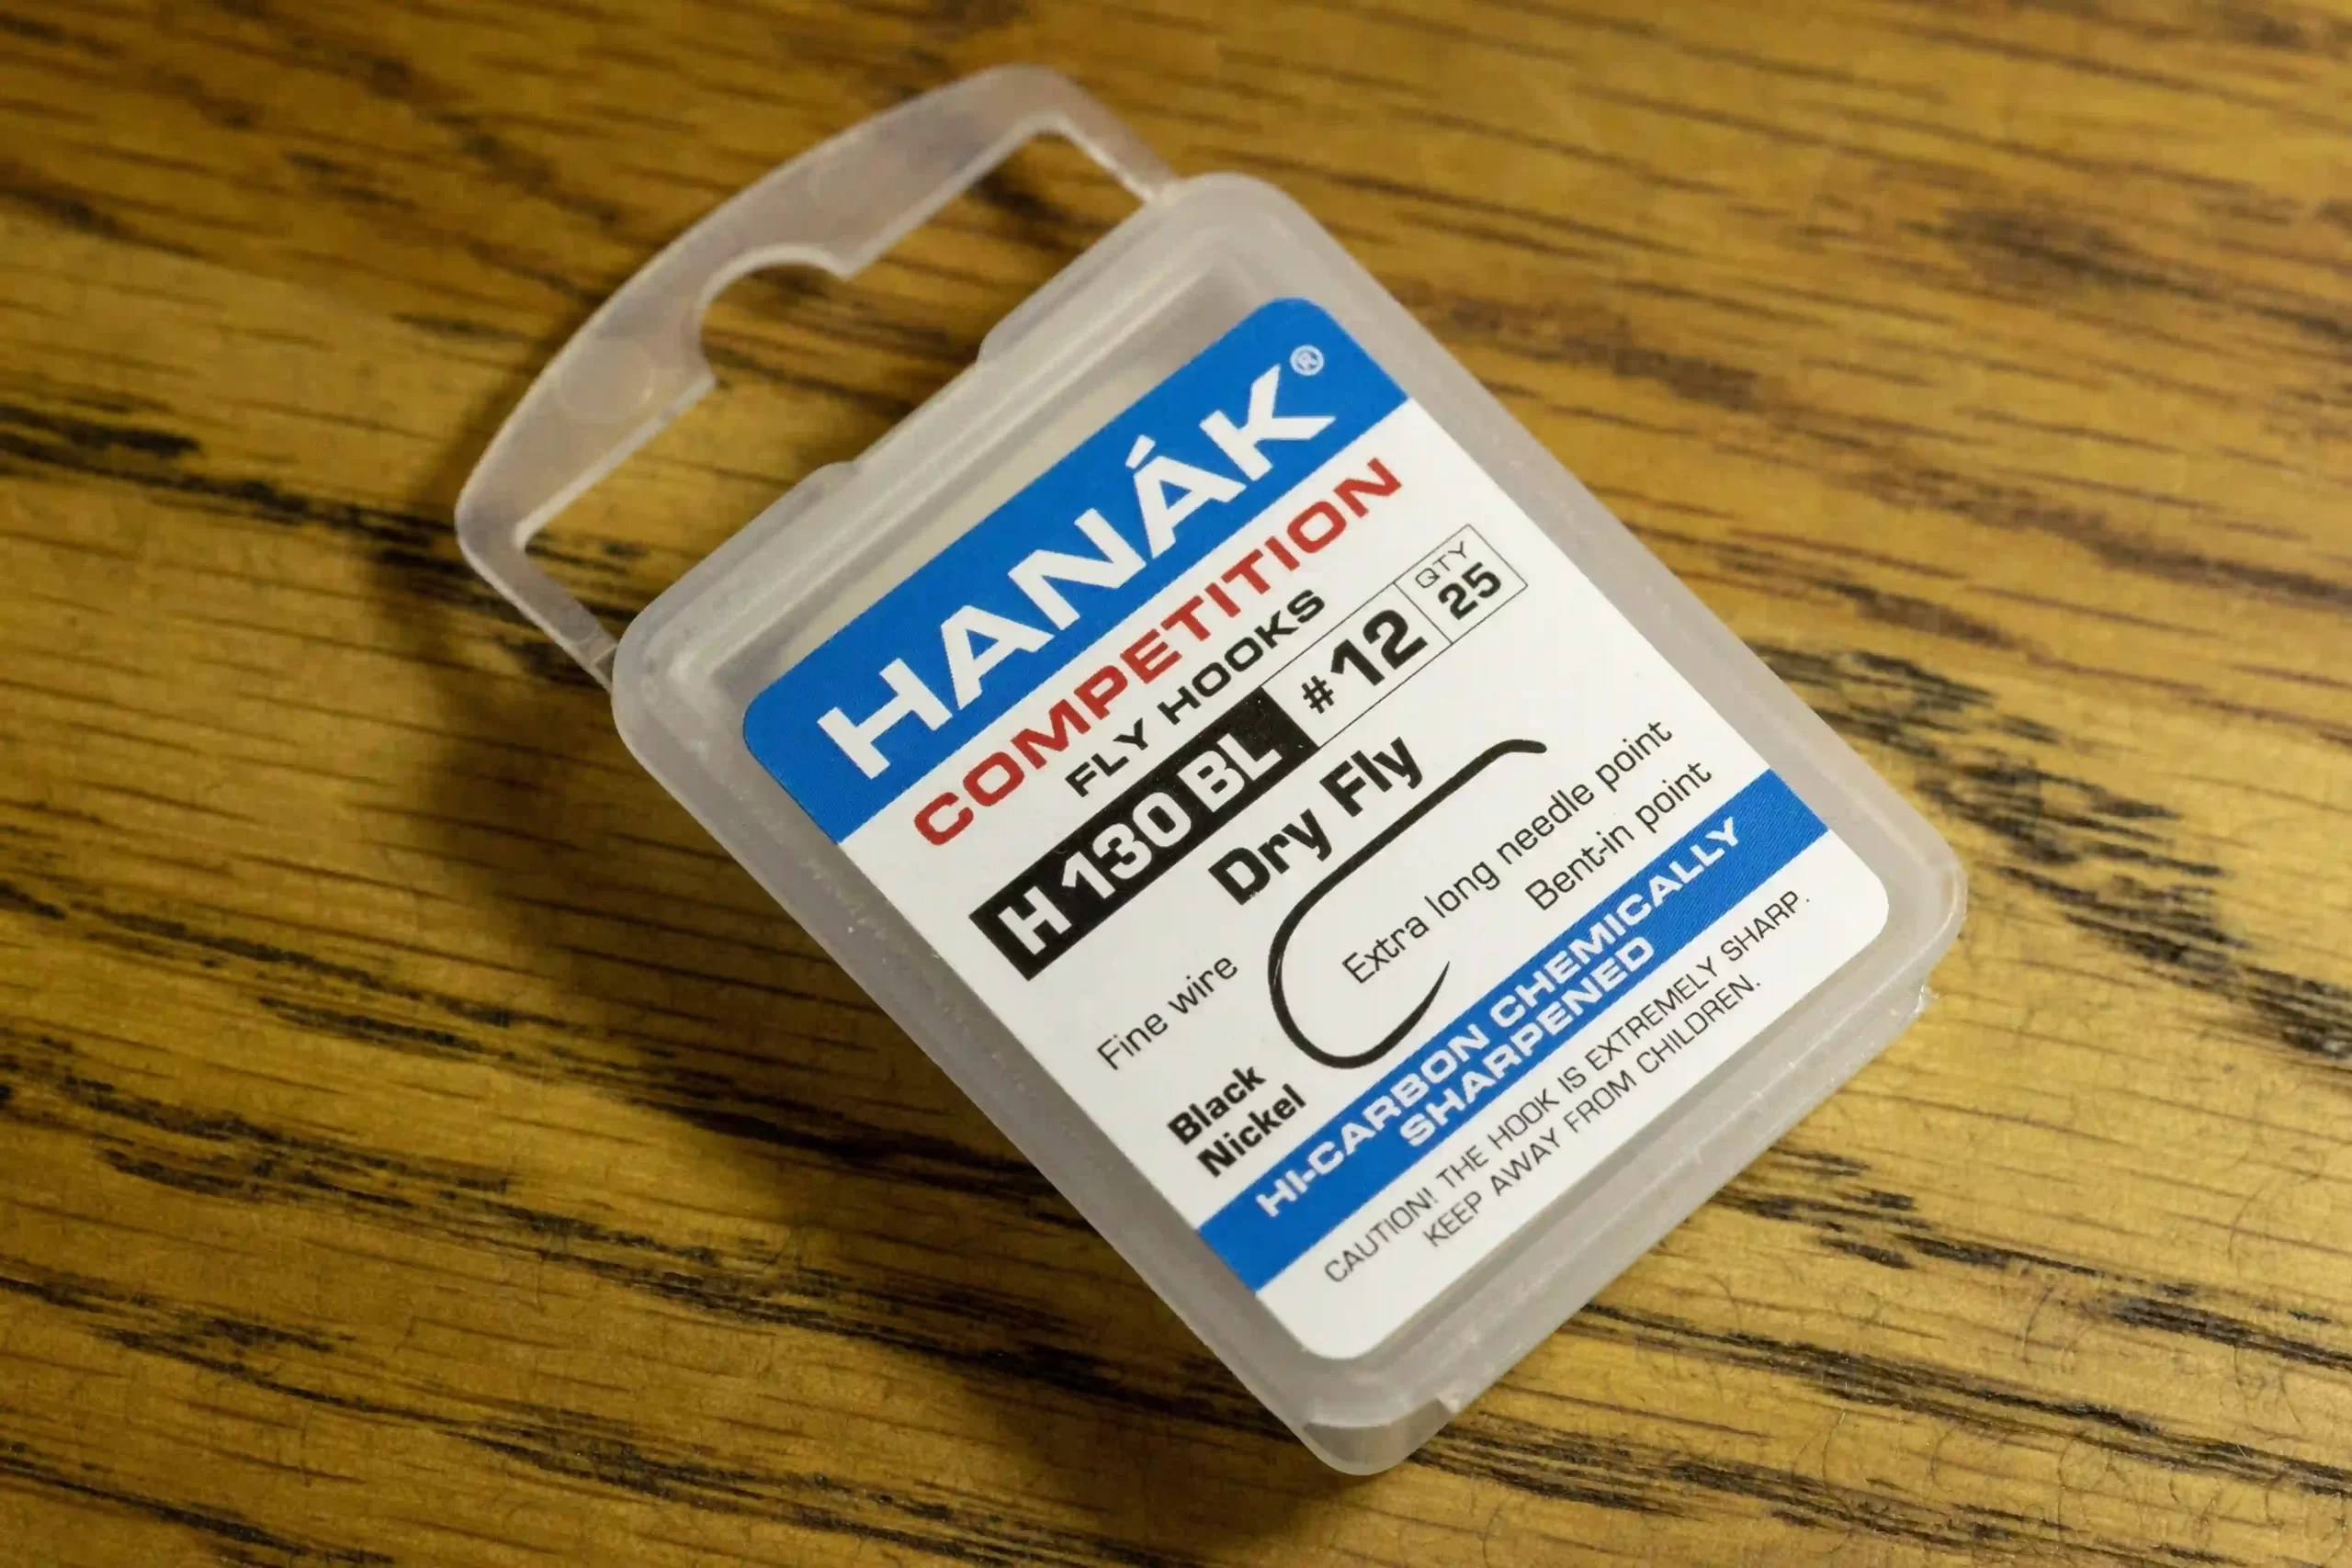 HANÁK®
COMPETITION
FLY HOOKS
H 130 BL #12 QTY 25
Dry Fly
Extra long needle point
Bent-in point
Fine wire
Black
Nickel
HI-CARBON CHEMICALLY
SHARPENED
CAUTION! THE HOOK IS EXTREMELY SHARP.
KEEP AWAY FROM CHILDREN.